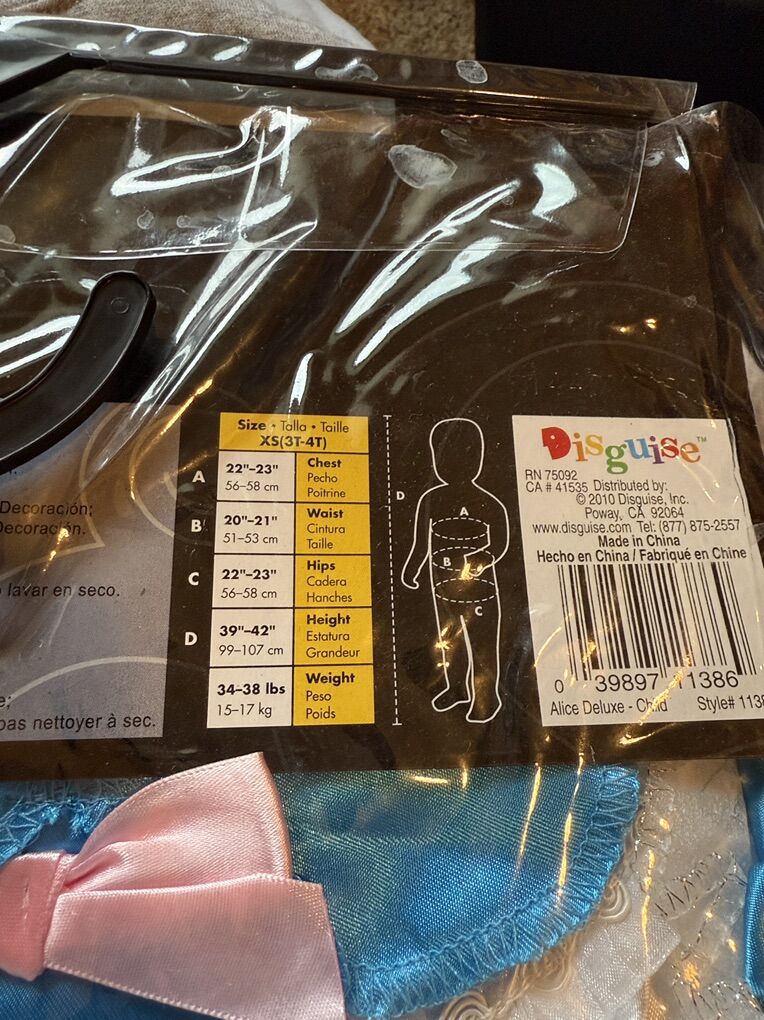 Decoración;
Decoración.
lavar en seco.
pas nettoyer à sec.
Size • Talla • Taille
XS(3T-4T)
A
22"–23"
56–58 cm
Chest
Pecho
Poitrine
B
20"–21"
51–53 cm
Waist
Cintura
Taille
C
22"–23"
56–58 cm
Hips
Cadera
Hanches
D
39"–42"
99–107 cm
Height
Estatura
Grandeur
34–38 lbs
15–17 kg
Weight
Peso
Poids
D
A
B
C
Disguise™
RN 75092
CA # 41535 Distributed by:
© 2010 Disguise, Inc.
Poway, CA 92064
www.disguise.com Tel: (877) 875-2557
Made in China
Hecho en China / Fabriqué en Chine
0 39897 11386
Alice Deluxe - Child Style# 1138